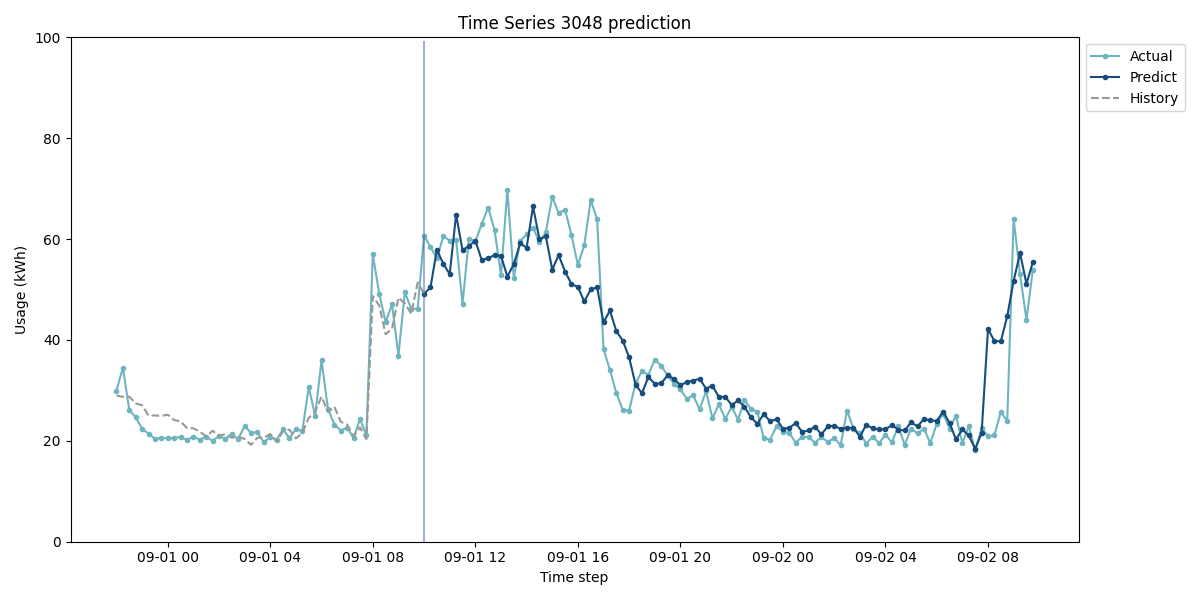 Time Series 3048 prediction
Actual
Predict
History
Usage (kWh)
100
80
60
40
20
0
09-01 00 09-01 04 09-01 08 09-01 12 09-01 16 09-01 20 09-02 00 09-02 04 09-02 08
Time step